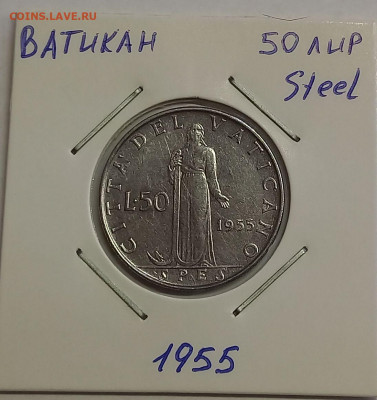 COINS.LAVE.RU
ВАТИКАН 50 ЛИР
Steel
CITTA' DEL VATICANO
L.50
1955
SPES
1955